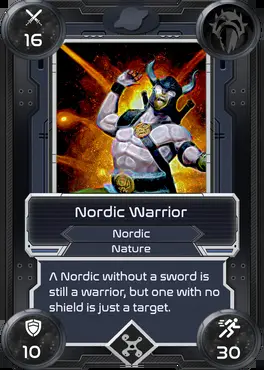 16
Nordic Warrior
Nordic
Nature
A Nordic without a sword is
still a warrior, but one with no
shield is just a target.
10
30